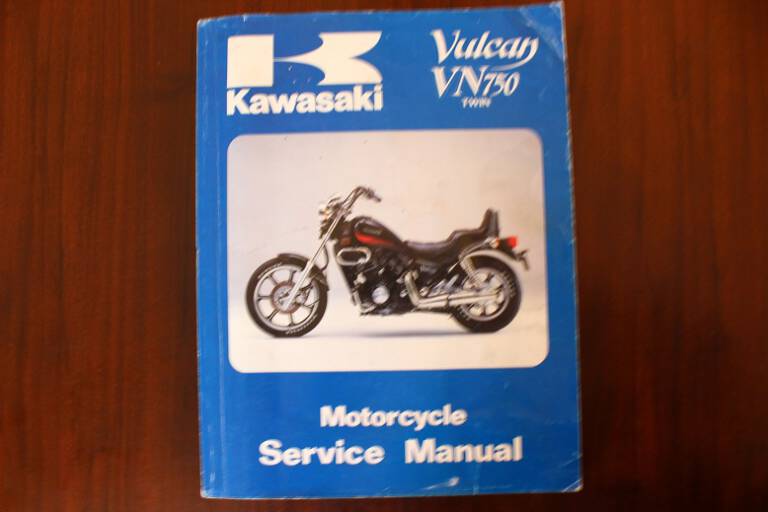 Kawasaki
Vulcan
VN750
TWIN
Motorcycle
Service Manual